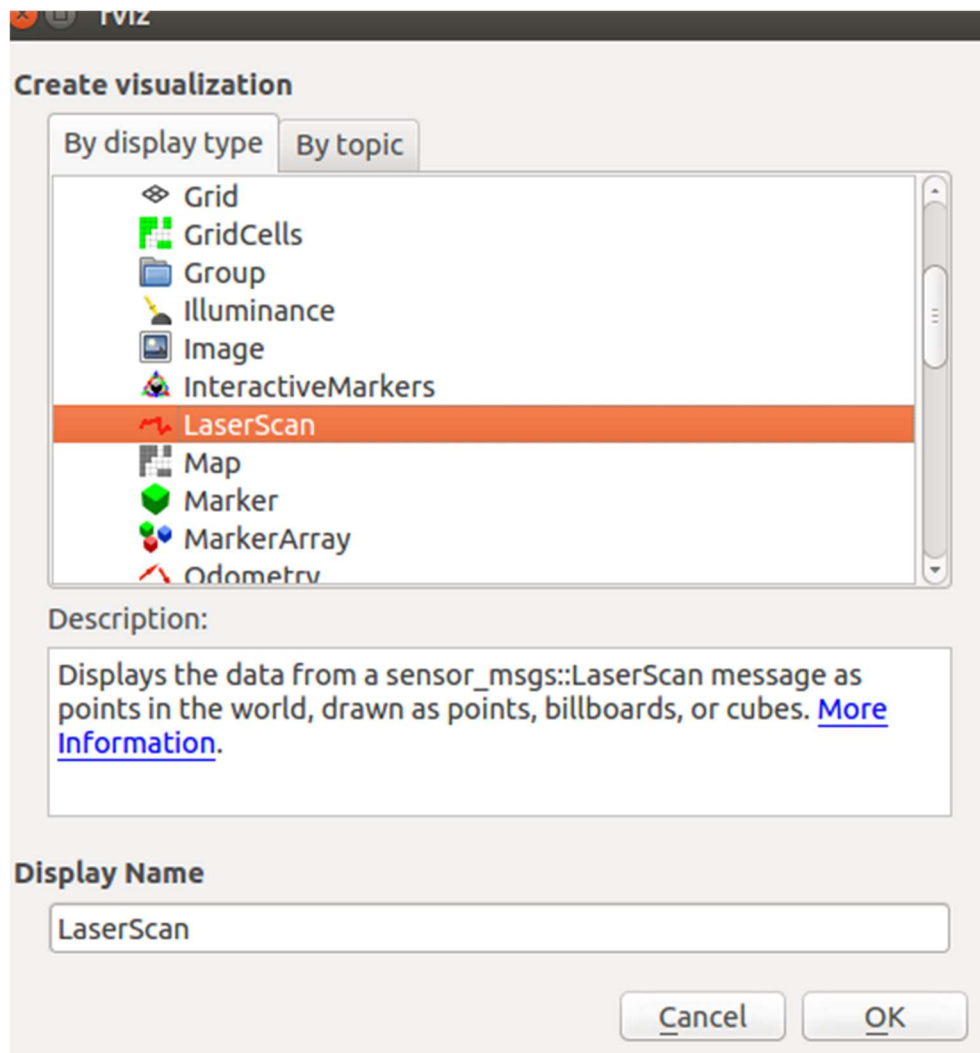 rviz
Create visualization
By display type
By topic
Grid
GridCells
Group
Illuminance
Image
InteractiveMarkers
LaserScan
Map
Marker
MarkerArray
Odometry
Description:
Displays the data from a sensor_msgs::LaserScan message as
points in the world, drawn as points, billboards, or cubes. More
Information.
Display Name
LaserScan
Cancel
OK